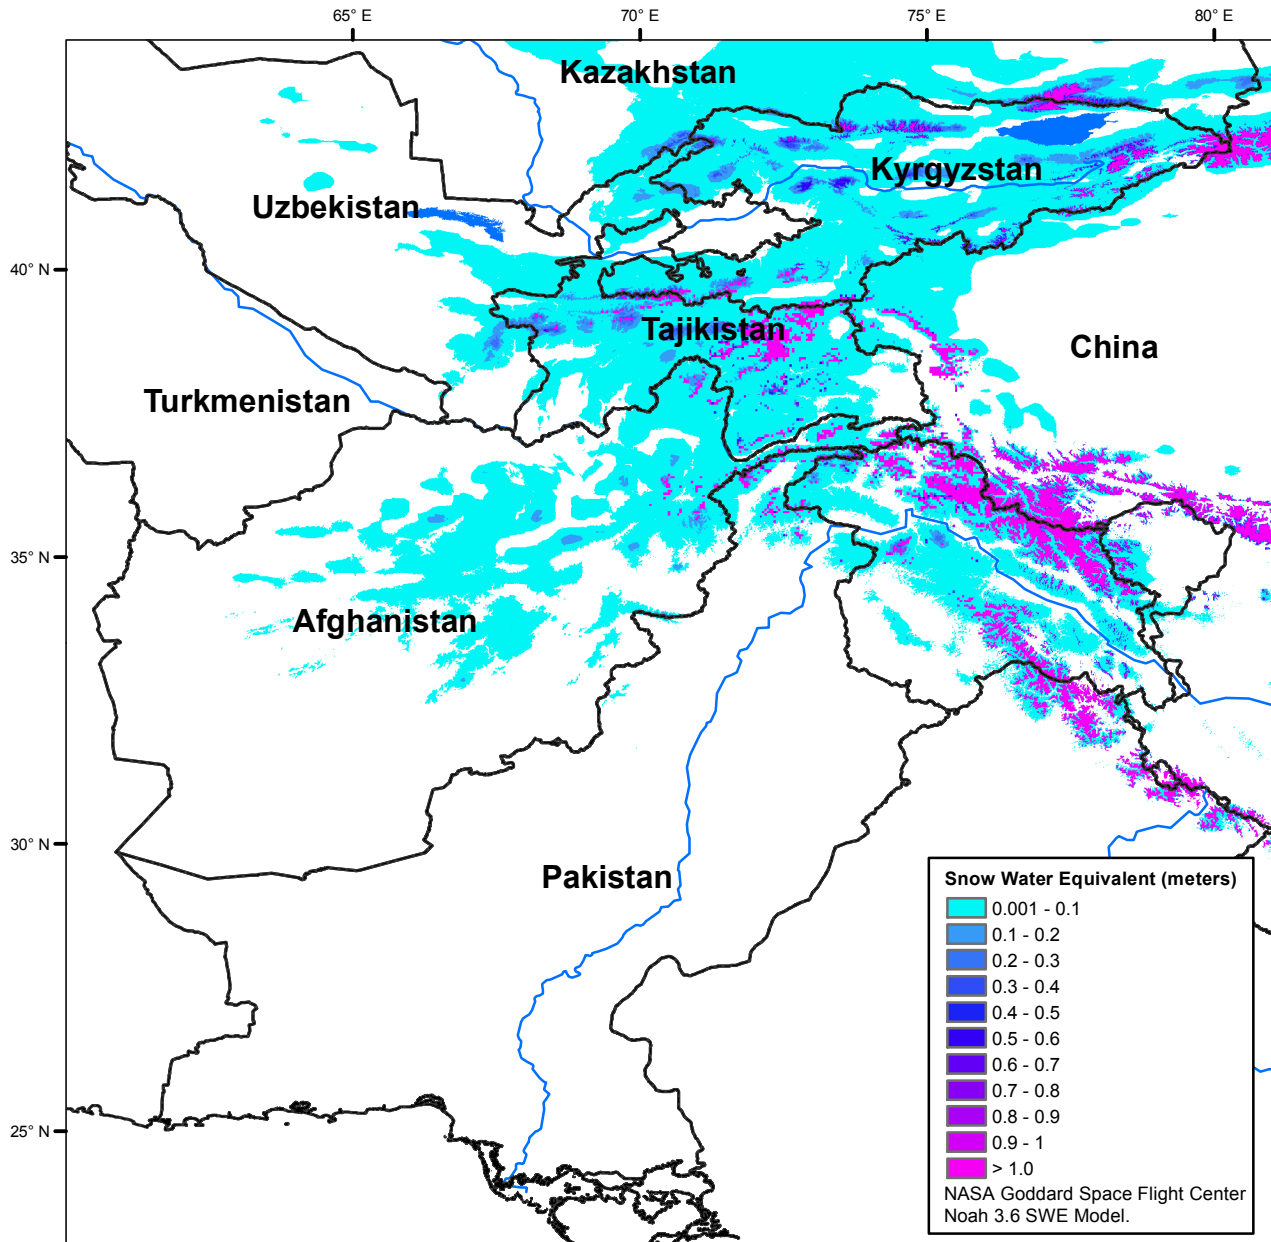 65° E
70° E
75° E
80° E
Kazakhstan
Kyrgyzstan
Uzbekistan
40° N
Tajikistan
China
Turkmenistan
35° N
Afghanistan
30° N
Pakistan
25° N
Snow Water Equivalent (meters)
0.001 - 0.1
0.1 - 0.2
0.2 - 0.3
0.3 - 0.4
0.4 - 0.5
0.5 - 0.6
0.6 - 0.7
0.7 - 0.8
0.8 - 0.9
0.9 - 1
> 1.0
NASA Goddard Space Flight Center
Noah 3.6 SWE Model.